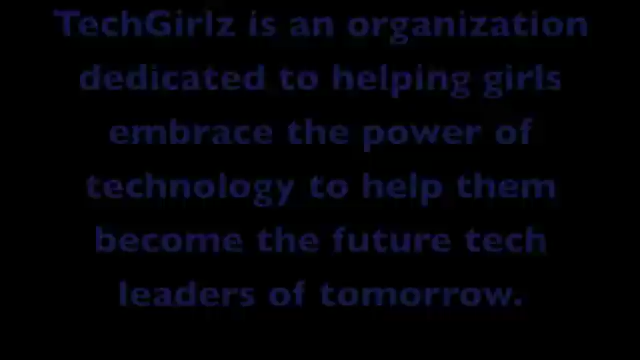 TechGirlz is an organization
dedicated to helping girls
embrace the power of
technology to help them
become the future tech
leaders of tomorrow.